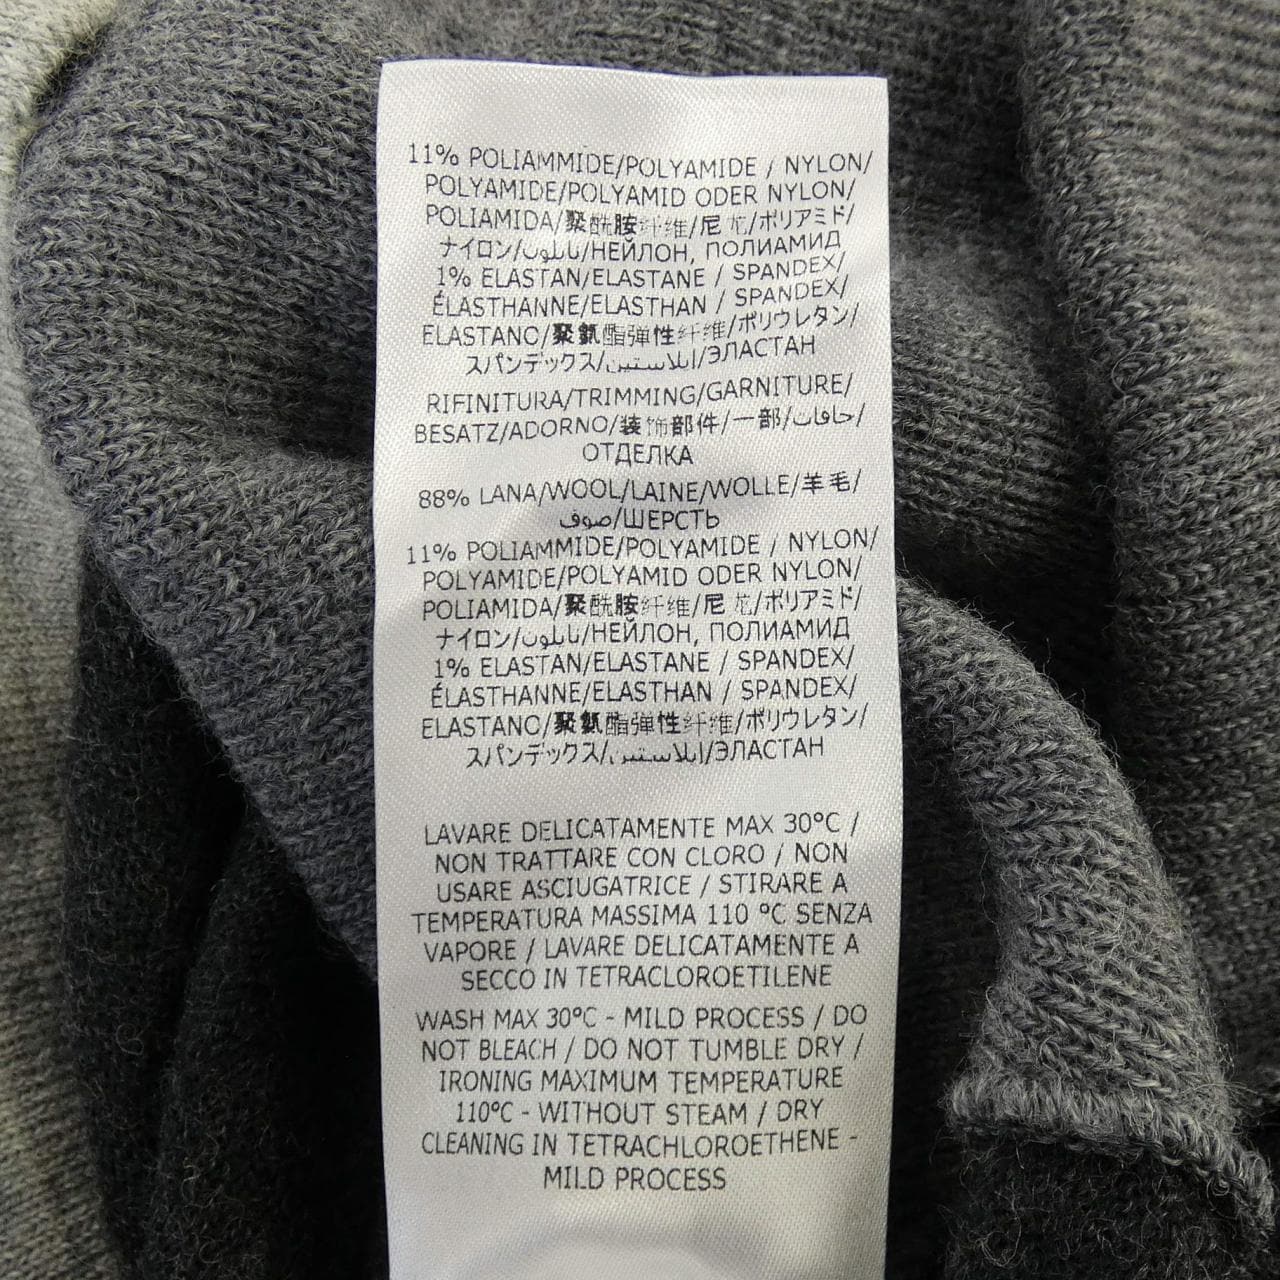 11% POLIAMMIDE/POLYAMIDE / NYLON/
POLYAMIDE/POLYAMID ODER NYLON/
POLIAMIDA/聚酰胺纤维/尼 龙/ポリアミド/
ナイロン/نايلون/НЕЙЛОН, ПОЛИАМИД
1% ELASTAN/ELASTANE / SPANDEX/
ÉLASTHANNE/ELASTHAN / SPANDEX/
ELASTANO/聚氨酯弹性纤维/ポリウレタン/
スパンデックス/إيلاستين/ЭЛАСТАН
RIFINITURA/TRIMMING/GARNITURE/
BESATZ/ADORNO/装饰部件/一部/حافات/
ОТДЕЛКА
88% LANA/WOOL/LAINE/WOLLE/羊毛/
صوف/ШЕРСТЬ
11% POLIAMMIDE/POLYAMIDE / NYLON/
POLYAMIDE/POLYAMID ODER NYLON/
POLIAMIDA/聚酰胺纤维/尼 龙/ポリアミド/
ナイロン/نايلون/НЕЙЛОН, ПОЛИАМИД
1% ELASTAN/ELASTANE / SPANDEX/
ÉLASTHANNE/ELASTHAN / SPANDEX/
ELASTANO/聚氨酯弹性纤维/ポリウレタン/
スパンデックス/إيلاستين/ЭЛАСТАН
LAVARE DELICATAMENTE MAX 30°C /
NON TRATTARE CON CLORO / NON
USARE ASCIUGATRICE / STIRARE A
TEMPERATURA MASSIMA 110 °C SENZA
VAPORE / LAVARE DELICATAMENTE A
SECCO IN TETRACLOROETILENE
WASH MAX 30°C - MILD PROCESS / DO
NOT BLEACH / DO NOT TUMBLE DRY /
IRONING MAXIMUM TEMPERATURE
110°C - WITHOUT STEAM / DRY
CLEANING IN TETRACHLOROETHENE -
MILD PROCESS